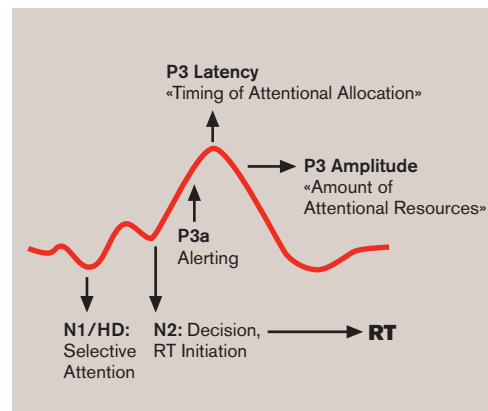 P3 Latency
«Timing of Attentional Allocation»
P3 Amplitude
«Amount of
Attentional Resources»
P3a
Alerting
N1/HD:
Selective
Attention
N2: Decision,
RT Initiation
RT